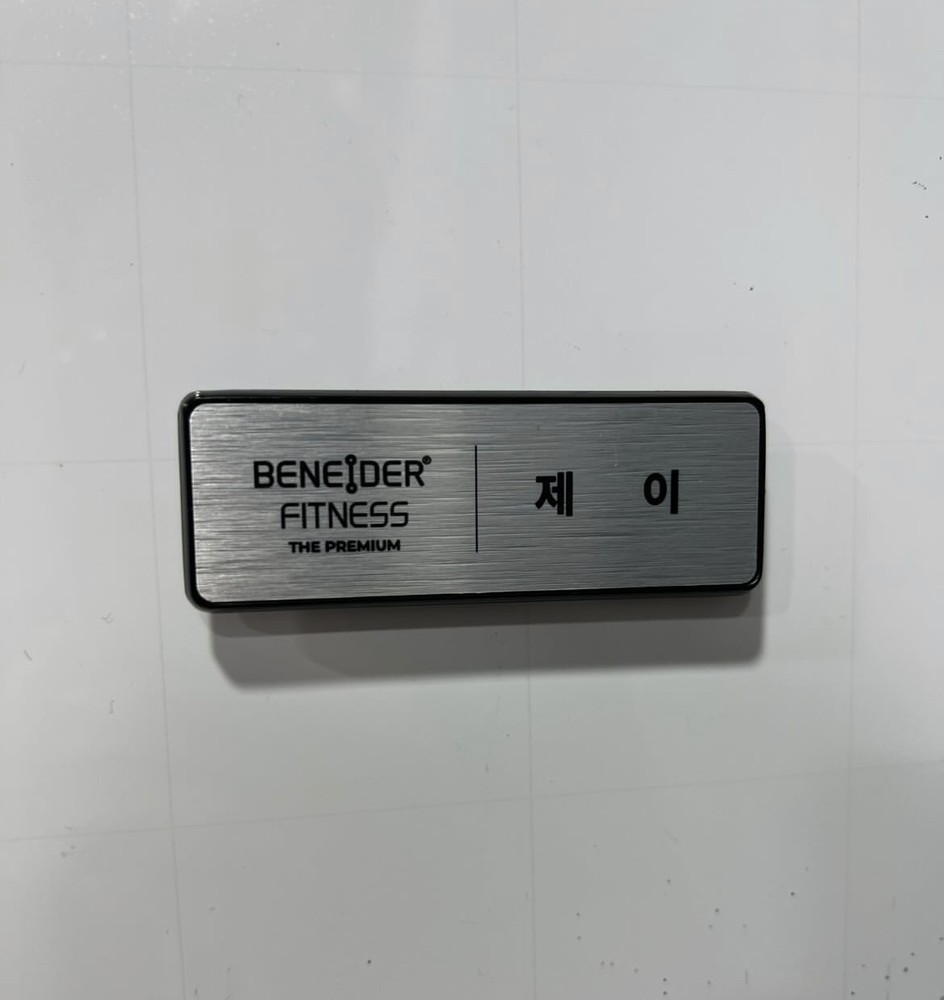 BENEIDER®
FITNESS
THE PREMIUM
제 이